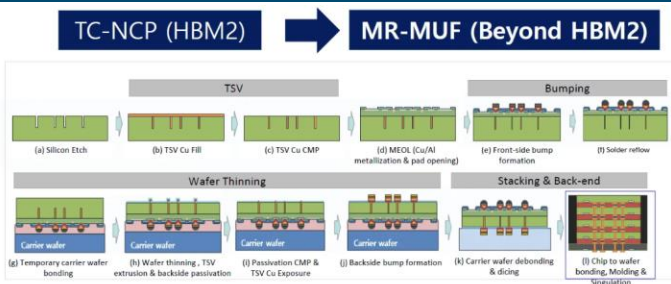 TC-NCP (HBM2)
MR-MUF (Beyond HBM2)
TSV
Bumping
(a) Silicon Etch
(b) TSV Cu Fill
(c) TSV Cu CMP
(d) MEOL (Cu/Al
metallization & pad opening)
(e) Front-side bump
formation
(f) Solder reflow
Wafer Thinning
Stacking & Back-end
Carrier wafer
Carrier wafer
Carrier wafer
Carrier wafer
(g) Temporary carrier wafer
bonding
(h) Wafer thinning , TSV
extrusion & backside passivation
(i) Passivation CMP &
TSV Cu Exposure
(j) Backside bump formation
(k) Carrier wafer debonding
& dicing
(l) Chip to wafer
bonding, Molding &
Singulation